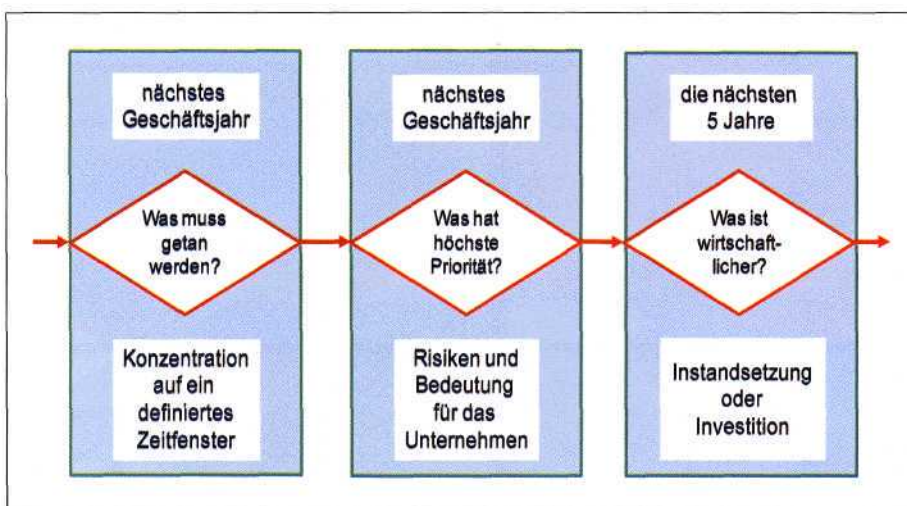 nächstes
Geschäftsjahr
Was muss
getan
werden?
Konzentration
auf ein
definiertes
Zeitfenster
nächstes
Geschäftsjahr
Was hat
höchste
Priorität?
Risiken und
Bedeutung
für das
Unternehmen
die nächsten
5 Jahre
Was ist
wirtschaft-
licher?
Instandsetzung
oder
Investition